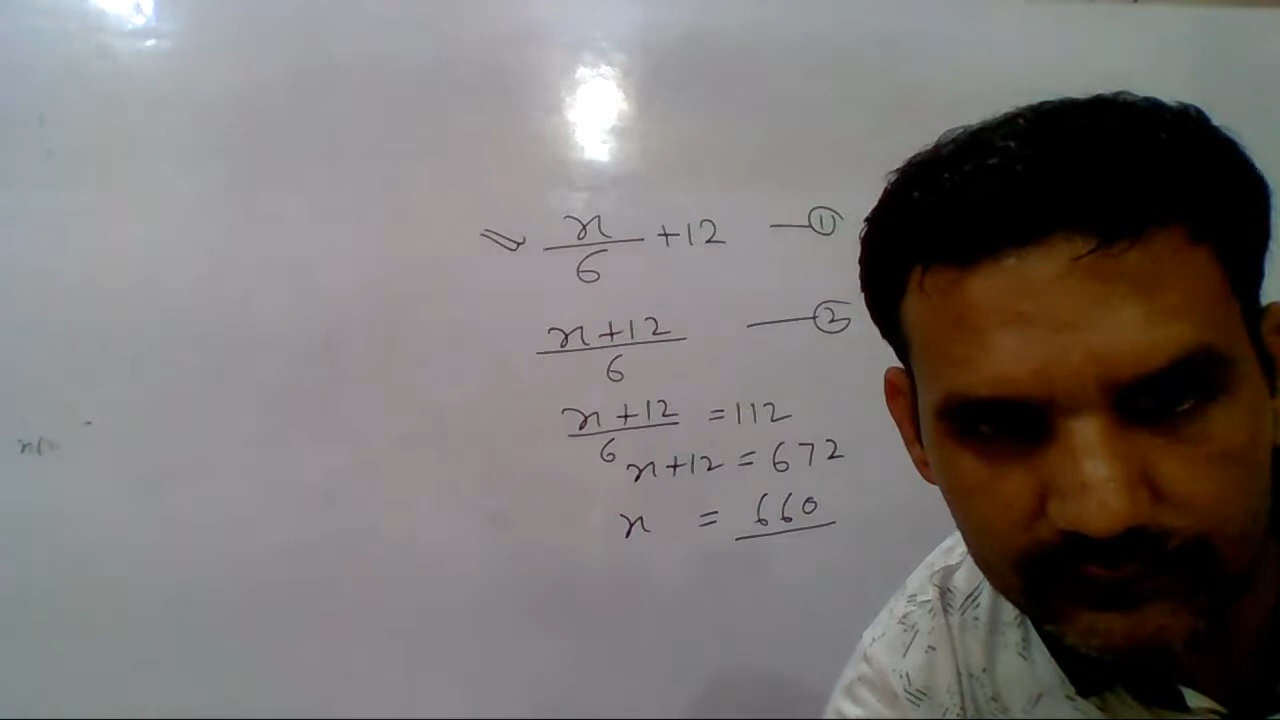 x/6 +12 —①
x+12/6 —②
x+12/6 =112
x+12 = 672
x = 660